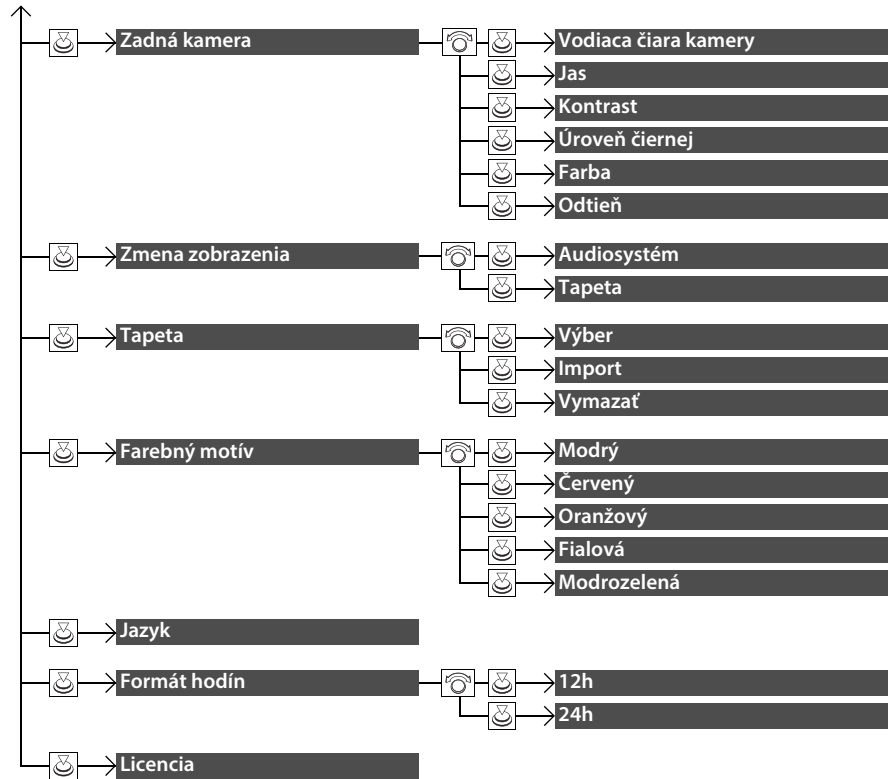 Zadná kamera
Vodiaca čiara kamery
Jas
Kontrast
Úroveň čiernej
Farba
Odtieň
Zmena zobrazenia
Audiosystém
Tapeta
Tapeta
Výber
Import
Vymazať
Farebný motív
Modrý
Červený
Oranžový
Fialová
Modrozelená
Jazyk
Formát hodín
12h
24h
Licencia